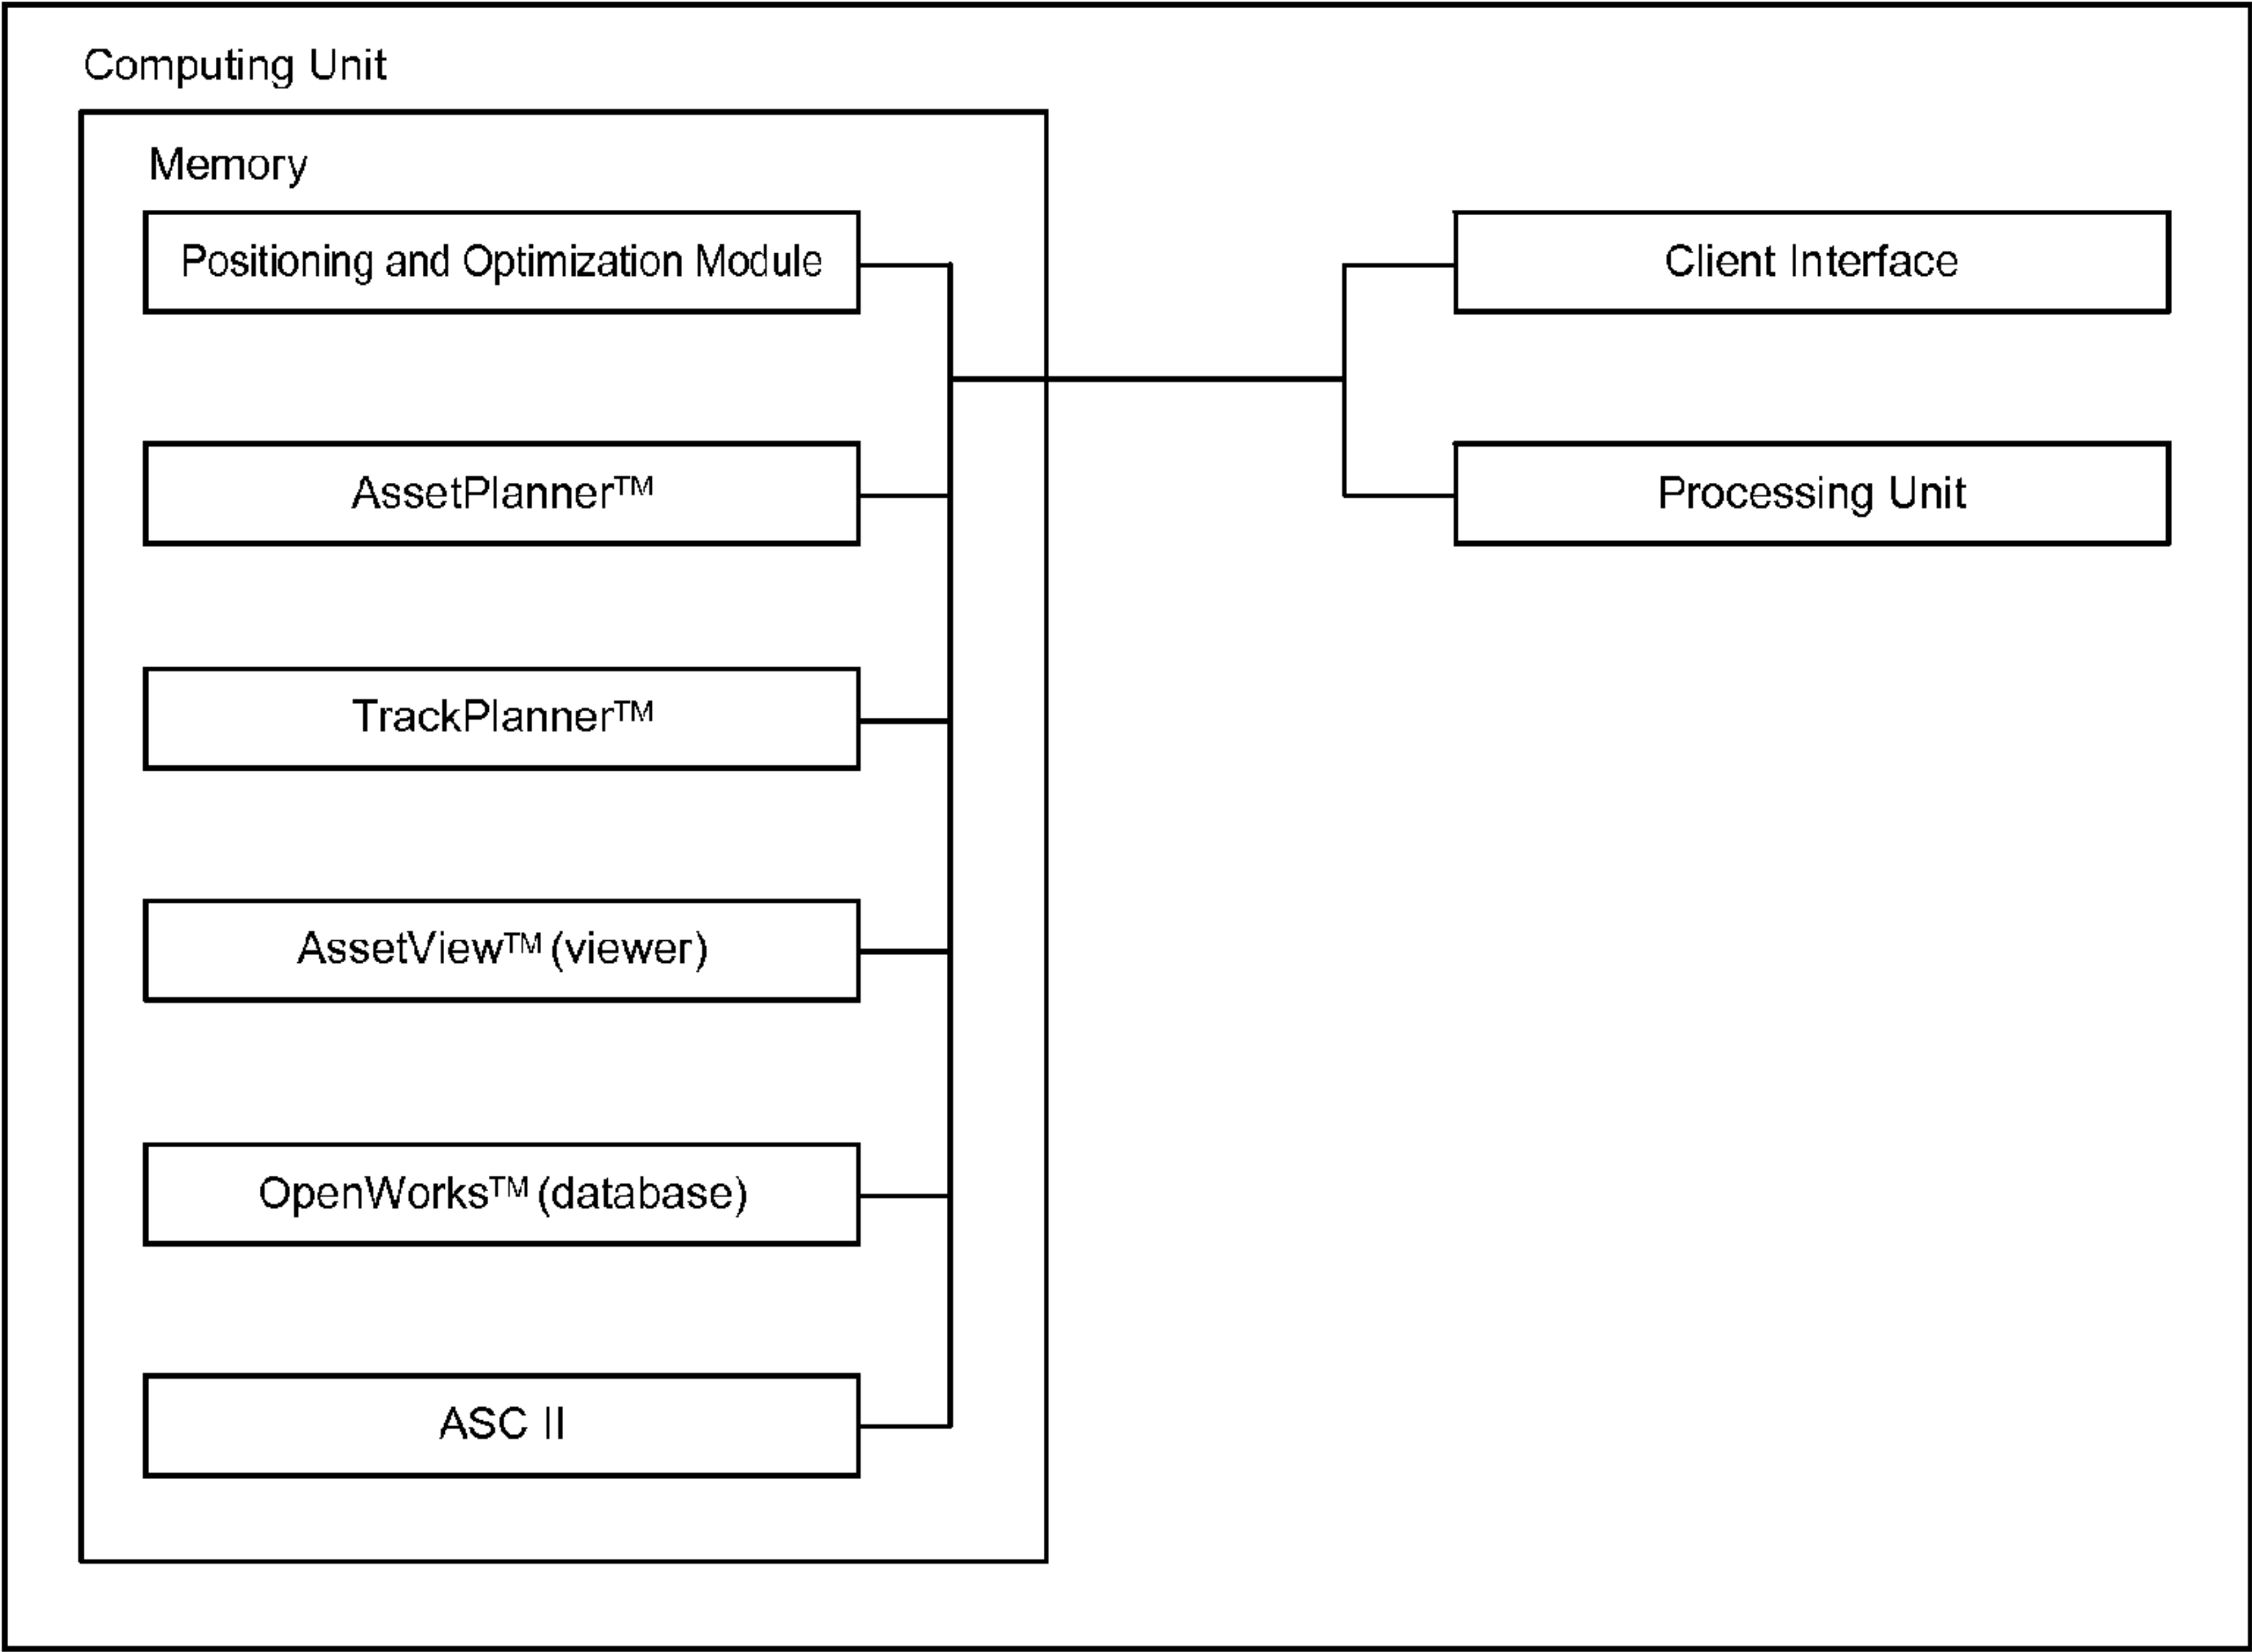 Computing Unit
Memory
Positioning and Optimization Module
Client Interface
AssetPlanner™
Processing Unit
TrackPlanner™
AssetView™ (viewer)
OpenWorks™ (database)
ASC II